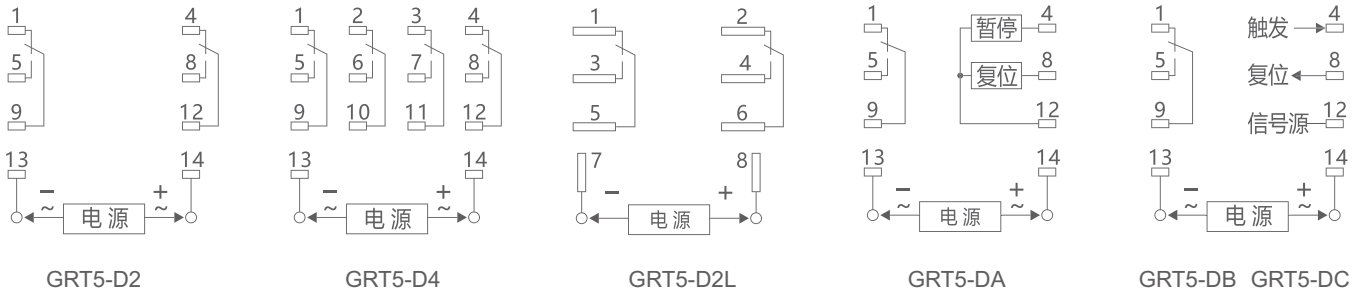 1 4
5 8
9 12
13 14
− +
~ 电源 ~
GRT5-D2
1 2 3 4
5 6 7 8
9 10 11 12
13 14
− +
~ 电源 ~
GRT5-D4
1 2
3 4
5 6
7 8
− +
电源
GRT5-D2L
1 暂停 4
5 复位 8
9 12
13 14
− +
~ 电源 ~
GRT5-DA
1 触发 4
5 复位 8
9 信号源 12
13 14
− +
~ 电源 ~
GRT5-DB GRT5-DC